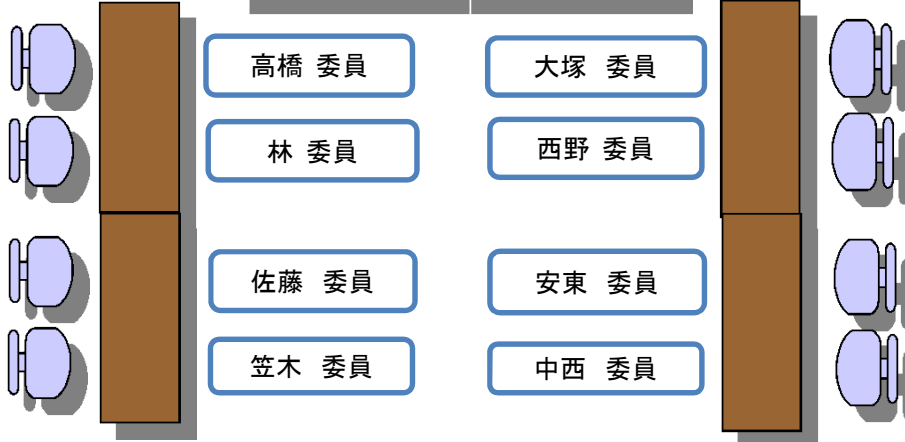 高橋 委員
大塚 委員
林 委員
西野 委員
佐藤 委員
安東 委員
笠木 委員
中西 委員